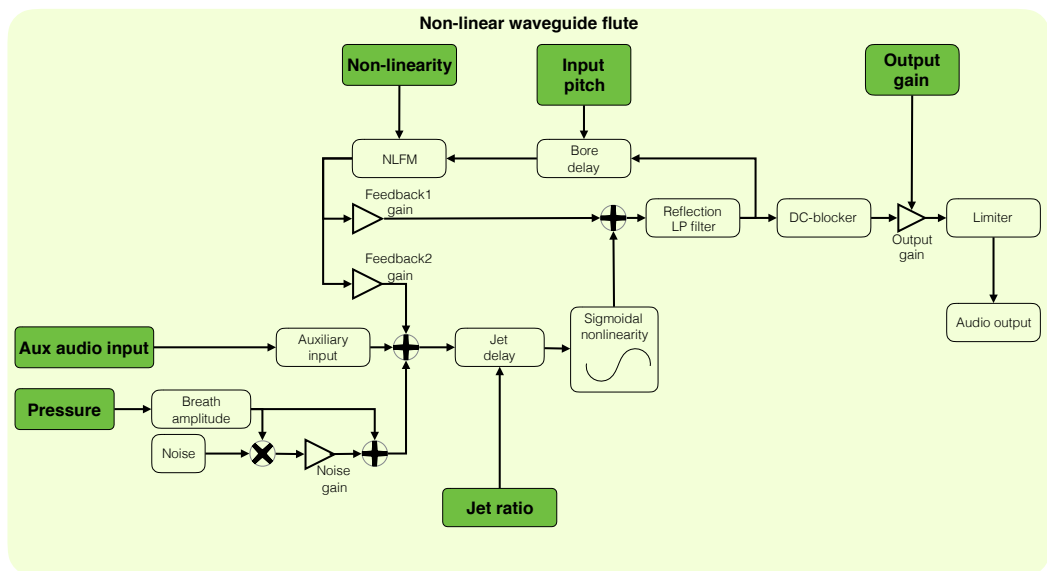 Non-linear waveguide flute
Non-linearity
Input
pitch
Output
gain
NLFM
Bore
delay
Feedback1
gain
Reflection
LP filter
DC-blocker
Limiter
Output
gain
Feedback2
gain
Sigmoidal
nonlinearity
Audio output
Aux audio input
Auxiliary
input
Jet
delay
Pressure
Breath
amplitude
Noise
Noise
gain
Jet ratio